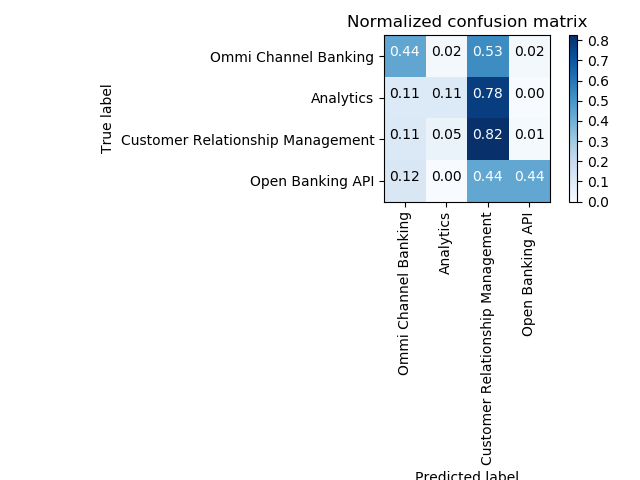 Normalized confusion matrix
True label
Ommi Channel Banking 0.44 0.02 0.53 0.02
Analytics 0.11 0.11 0.78 0.00
Customer Relationship Management 0.11 0.05 0.82 0.01
Open Banking API 0.12 0.00 0.44 0.44
Ommi Channel Banking
Analytics
Customer Relationship Management
Open Banking API
Predicted label
0.8
0.7
0.6
0.5
0.4
0.3
0.2
0.1
0.0